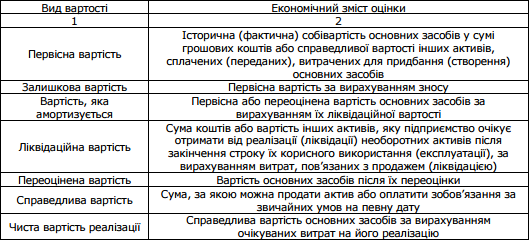 Вид вартості
Економічний зміст оцінки
1
2
Первісна вартість
Історична (фактична) собівартість основних засобів у сумі
грошових коштів або справедливої вартості інших активів,
сплачених (переданих), витрачених для придбання (створення)
основних засобів
Залишкова вартість
Первісна вартість за вирахуванням зносу
Вартість, яка
амортизується
Первісна або переоцінена вартість основних засобів за
вирахуванням їх ліквідаційної вартості
Ліквідаційна вартість
Сума коштів або вартість інших активів, яку підприємство очікує
отримати від реалізації (ліквідації) необоротних активів після
закінчення строку їх корисного використання (експлуатації), за
вирахуванням витрат, пов’язаних з продажем (ліквідацією)
Переоцінена вартість
Вартість основних засобів після їх переоцінки
Справедлива вартість
Сума, за якою можна продати актив або оплатити зобов’язання за
звичайних умов на певну дату
Чиста вартість реалізації
Справедлива вартість основних засобів за вирахуванням
очікуваних витрат на його реалізацію